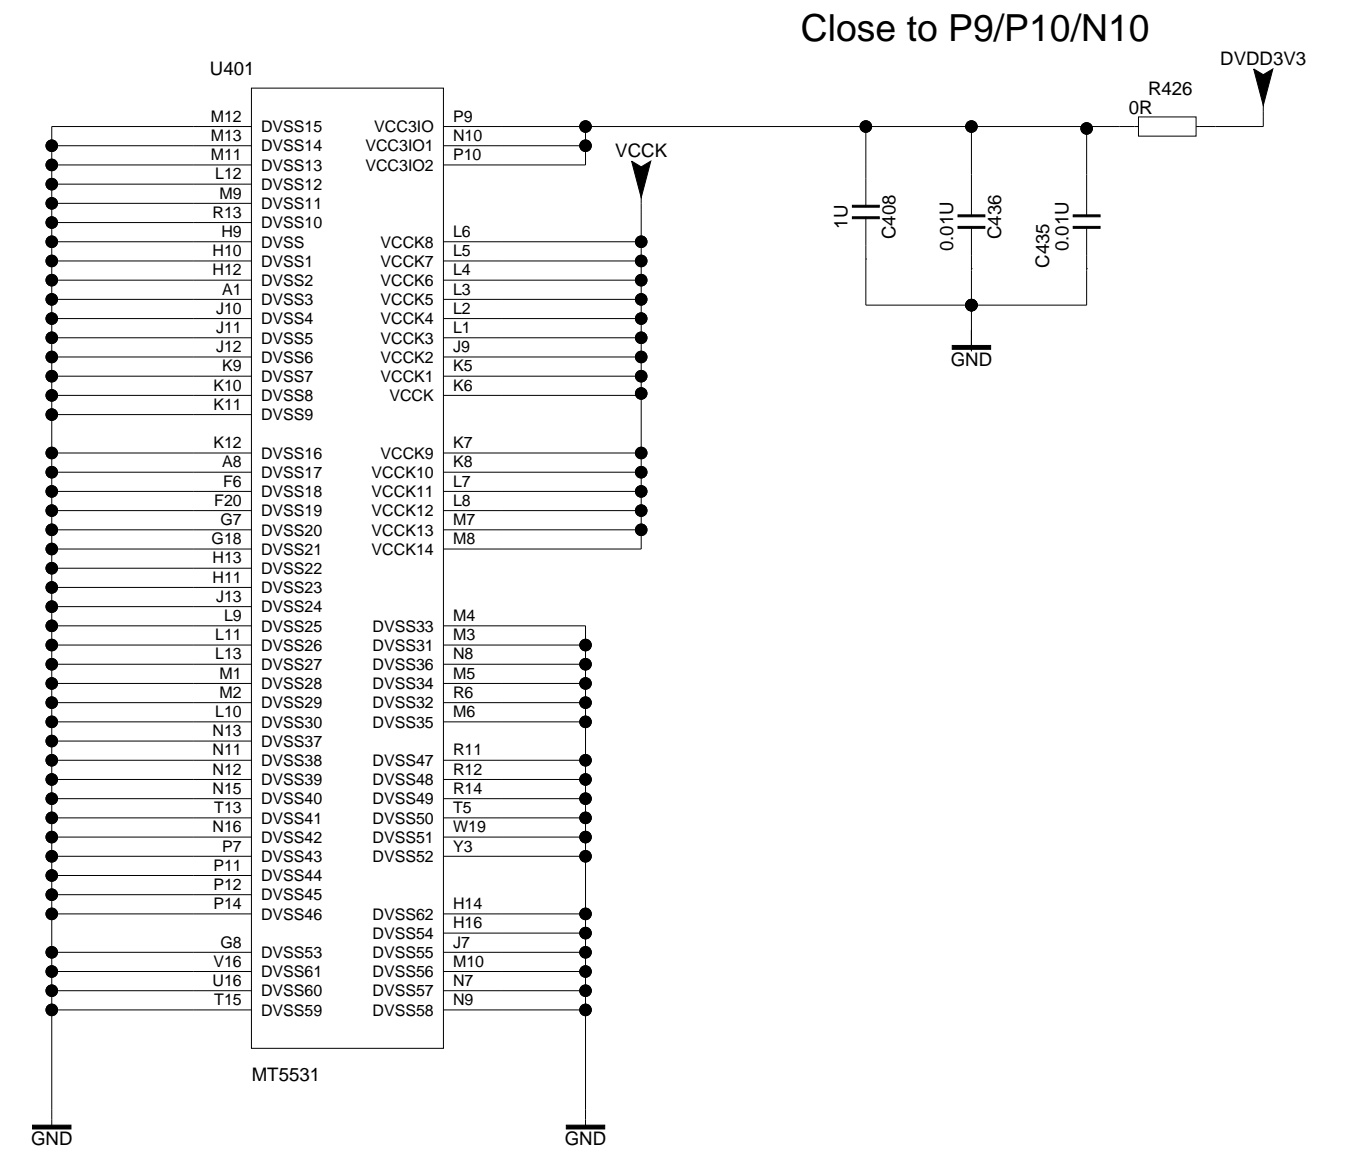 Close to P9/P10/N10
DVDD3V3
R426
0R
U401
VCCK
1U
C408
0.01U
C436
C435
0.01U
GND
M12 DVSS15 VCC3IO P9
M13 DVSS14 VCC3IO1 N10
M11 DVSS13 VCC3IO2 P10
L12 DVSS12
M9 DVSS11
R13 DVSS10
H9 DVSS VCCK8 L6
H10 DVSS1 VCCK7 L5
H12 DVSS2 VCCK6 L4
A1 DVSS3 VCCK5 L3
J10 DVSS4 VCCK4 L2
J11 DVSS5 VCCK3 L1
J12 DVSS6 VCCK2 J9
K9 DVSS7 VCCK1 K5
K10 DVSS8 VCCK K6
K11 DVSS9
K12 DVSS16 VCCK9 K7
A8 DVSS17 VCCK10 K8
F6 DVSS18 VCCK11 L7
F20 DVSS19 VCCK12 L8
G7 DVSS20 VCCK13 M7
G18 DVSS21 VCCK14 M8
H13 DVSS22
H11 DVSS23
J13 DVSS24
L9 DVSS25 DVSS33 M4
L11 DVSS26 DVSS31 M3
L13 DVSS27 DVSS36 N8
M1 DVSS28 DVSS34 M5
M2 DVSS29 DVSS32 R6
L10 DVSS30 DVSS35 M6
N13 DVSS37
N11 DVSS38 DVSS47 R11
N12 DVSS39 DVSS48 R12
N15 DVSS40 DVSS49 R14
T13 DVSS41 DVSS50 T5
N16 DVSS42 DVSS51 W19
P7 DVSS43 DVSS52 Y3
P11 DVSS44
P12 DVSS45
P14 DVSS46 DVSS62 H14
DVSS54 H16
G8 DVSS53 DVSS55 J7
V16 DVSS61 DVSS56 M10
U16 DVSS60 DVSS57 N7
T15 DVSS59 DVSS58 N9
MT5531
GND
GND